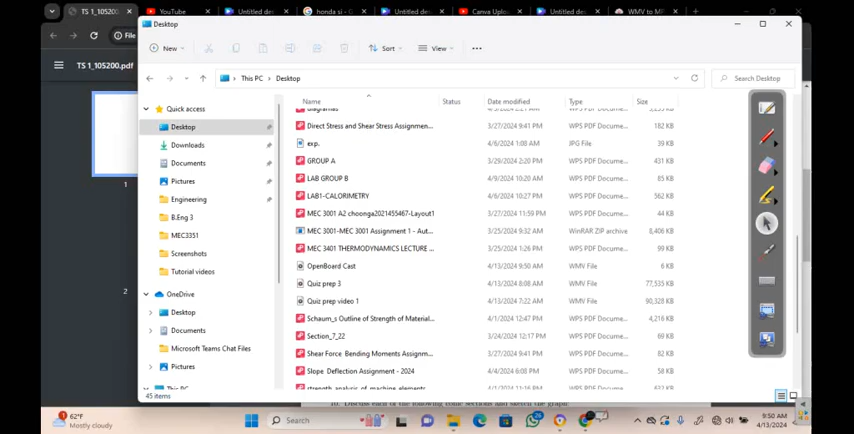 TS 1_105200.
YouTube
Untitled des
honda si - G
Untitled des
Canva Uplo
Untitled des
WMV to MP
Desktop
File
New
Sort
View
TS 1_105200.pdf
This PC
Desktop
Search Desktop
Name
Status
Date modified
Type
Size
Quick access
Desktop
Downloads
Documents
Pictures
Engineering
B.Eng 3
MEC3351
Screenshots
Tutorial videos
OneDrive
Desktop
Documents
Microsoft Teams Chat Files
Pictures
This PC
Direct Stress and Shear Stress Assignmen... 3/27/2024 9:41 PM WPS PDF Docume... 182 KB
exp. 4/6/2024 1:08 AM JPG File 39 KB
GROUP A 3/29/2024 2:20 PM WPS PDF Docume... 431 KB
LAB GROUP B 4/9/2024 10:20 AM WPS PDF Docume... 85 KB
LAB1-CALORIMETRY 4/6/2024 10:27 PM WPS PDF Docume... 562 KB
MEC 3001 A2 choonga2021455467-Layout1 3/27/2024 11:59 PM WPS PDF Docume... 44 KB
MEC 3001-MEC 3001 Assignment 1 - Aut... 3/25/2024 9:32 AM WinRAR ZIP archive 8,406 KB
MEC 3401 THERMODYNAMICS LECTURE ... 3/25/2024 1:26 PM WPS PDF Docume... 99 KB
OpenBoard Cast 4/13/2024 9:50 AM WMV File 6 KB
Quiz prep 3 4/13/2024 8:08 AM WMV File 77,535 KB
Quiz prep video 1 4/13/2024 7:22 AM WMV File 90,328 KB
Schaum_s Outline of Strength of Material... 4/1/2024 12:47 PM WPS PDF Docume... 4,216 KB
Section_7_22 3/24/2024 12:17 PM WPS PDF Docume... 69 KB
Shear Force Bending Moments Assignm... 3/27/2024 9:41 PM WPS PDF Docume... 82 KB
Slope Deflection Assignment - 2024 4/4/2024 6:08 PM WPS PDF Docume... 58 KB
1
2
45 items
62°F
Mostly cloudy
Search
26
9:50 AM
4/13/2024